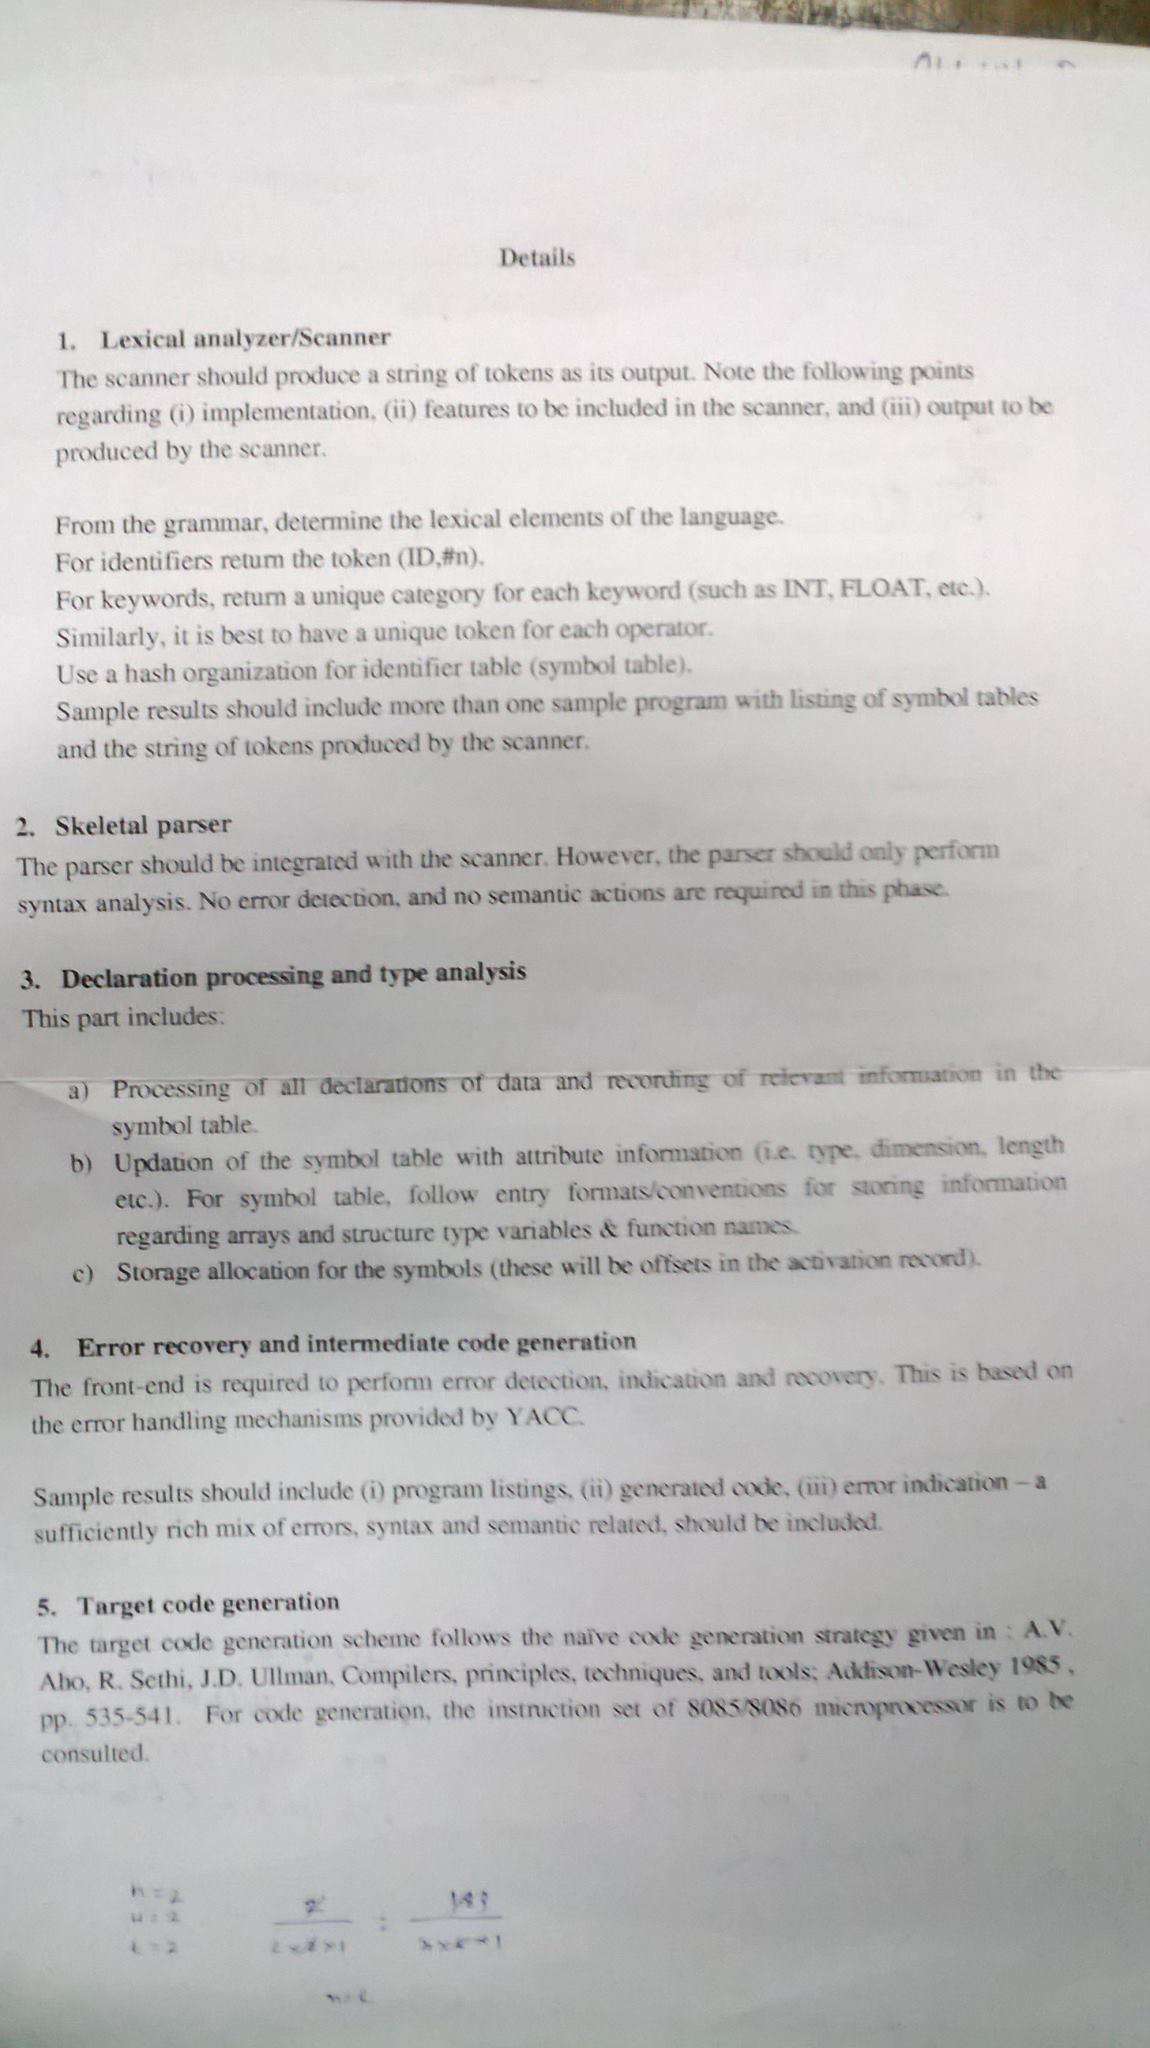 Details
1. Lexical analyzer/Scanner
The scanner should produce a string of tokens as its output. Note the following points
regarding (i) implementation, (ii) features to be included in the scanner, and (iii) output to be
produced by the scanner.
From the grammar, determine the lexical elements of the language.
For identifiers return the token (ID,#n).
For keywords, return a unique category for each keyword (such as INT, FLOAT, etc.).
Similarly, it is best to have a unique token for each operator.
Use a hash organization for identifier table (symbol table).
Sample results should include more than one sample program with listing of symbol tables
and the string of tokens produced by the scanner.
2. Skeletal parser
The parser should be integrated with the scanner. However, the parser should only perform
syntax analysis. No error detection, and no semantic actions are required in this phase.
3. Declaration processing and type analysis
This part includes:
a) Processing of all declarations of data and recording of relevant information in the
symbol table.
b) Updation of the symbol table with attribute information (i.e. type, dimension, length
etc.). For symbol table, follow entry formats/conventions for storing information
regarding arrays and structure type variables & function names.
c) Storage allocation for the symbols (these will be offsets in the activation record).
4. Error recovery and intermediate code generation
The front-end is required to perform error detection, indication and recovery. This is based on
the error handling mechanisms provided by YACC.
Sample results should include (i) program listings, (ii) generated code, (iii) error indication – a
sufficiently rich mix of errors, syntax and semantic related, should be included.
5. Target code generation
The target code generation scheme follows the naïve code generation strategy given in : A.V.
Aho, R. Sethi, J.D. Ullman, Compilers, principles, techniques, and tools; Addison-Wesley 1985 ,
pp. 535-541. For code generation, the instruction set of 8085/8086 microprocessor is to be
consulted.